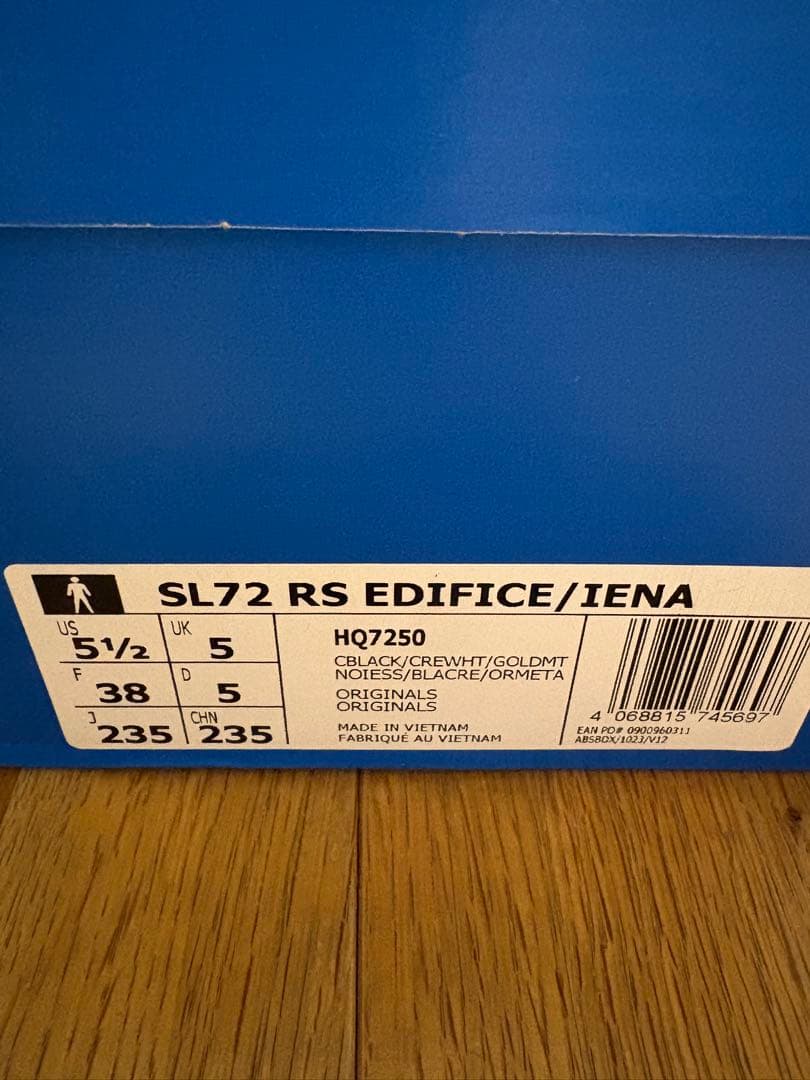 SL72 RS EDIFICE/IENA
US 5½ UK 5
F 38 D 5
J 235 CHN 235
HQ7250
CBLACK/CREWHT/GOLDMT
NOIESS/BLACRE/ORMETA
ORIGINALS
ORIGINALS
MADE IN VIETNAM
FABRIQUÉ AU VIETNAM
4 068815 745697
EAN PO# 0900960311
ABSBDX/1023/V12